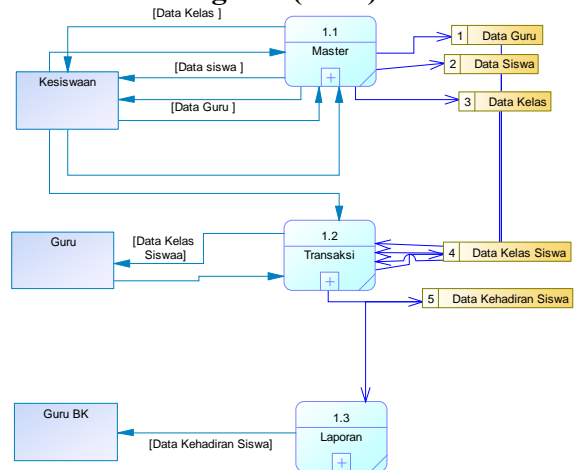 [Data Kelas ]
1.1
Master
1 Data Guru
2 Data Siswa
3 Data Kelas
[Data siswa ]
Kesiswaan
[Data Guru ]
Guru
[Data Kelas
Siswaa]
1.2
Transaksi
4 Data Kelas Siswa
5 Data Kehadiran Siswa
Guru BK
1.3
Laporan
[Data Kehadiran Siswa]